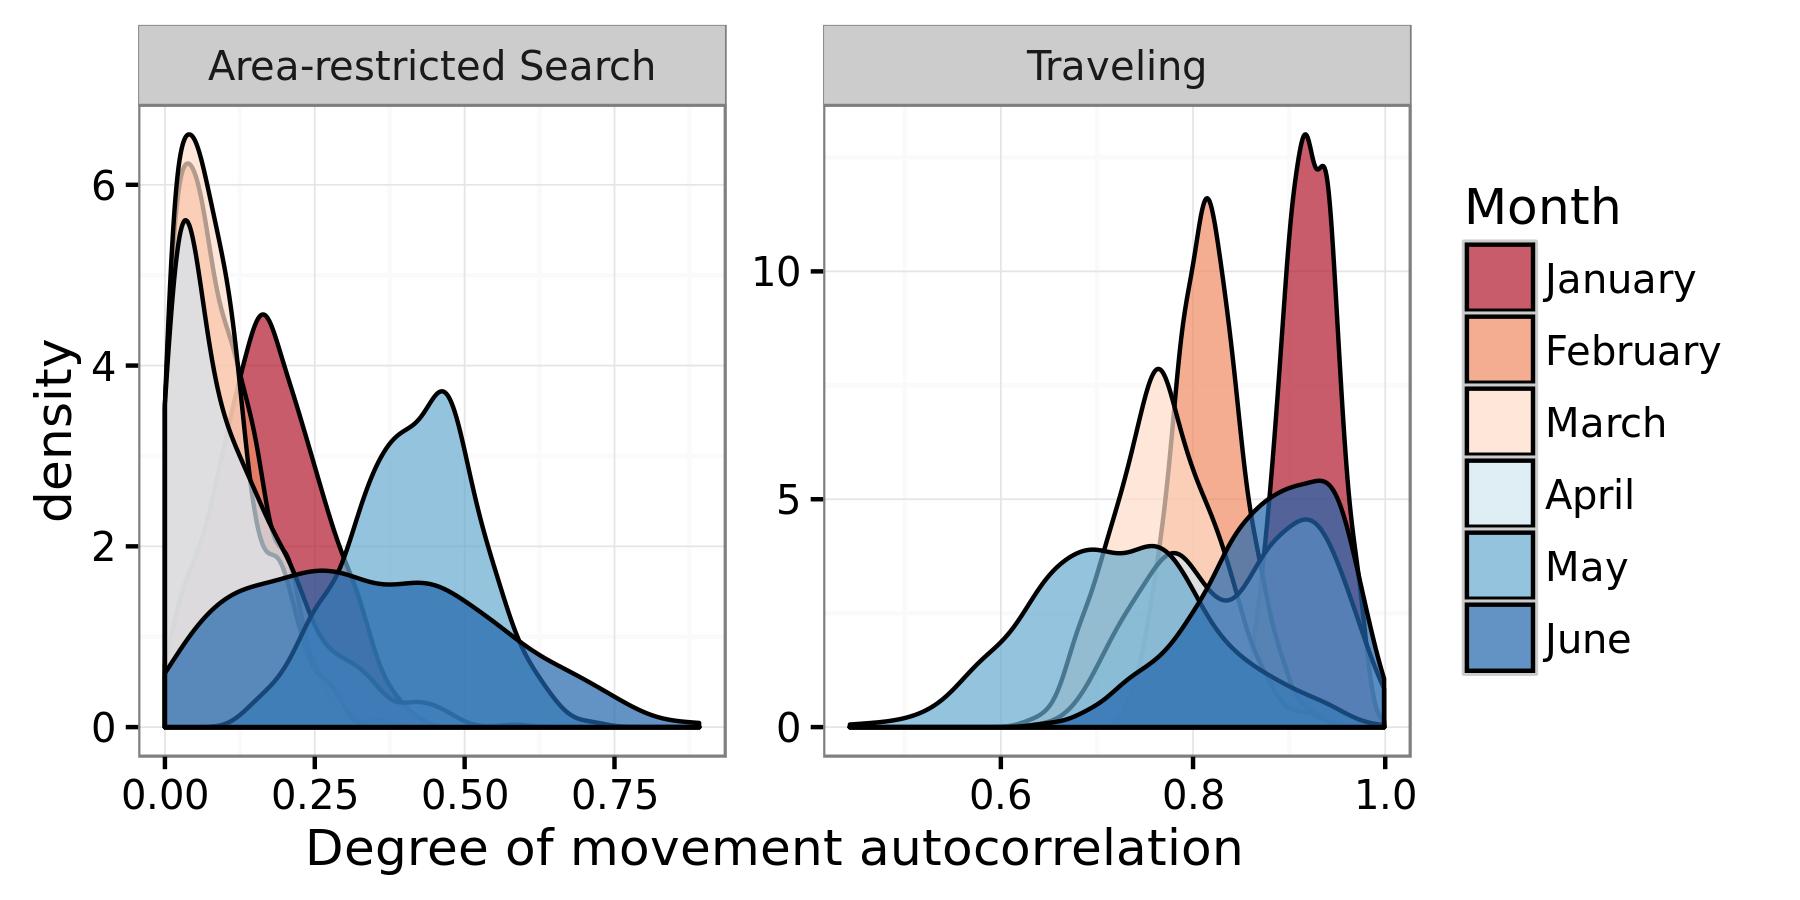 Area-restricted Search
Traveling
density
6
4
2
0
10
5
0
0.00 0.25 0.50 0.75
0.6 0.8 1.0
Degree of movement autocorrelation
Month
January
February
March
April
May
June